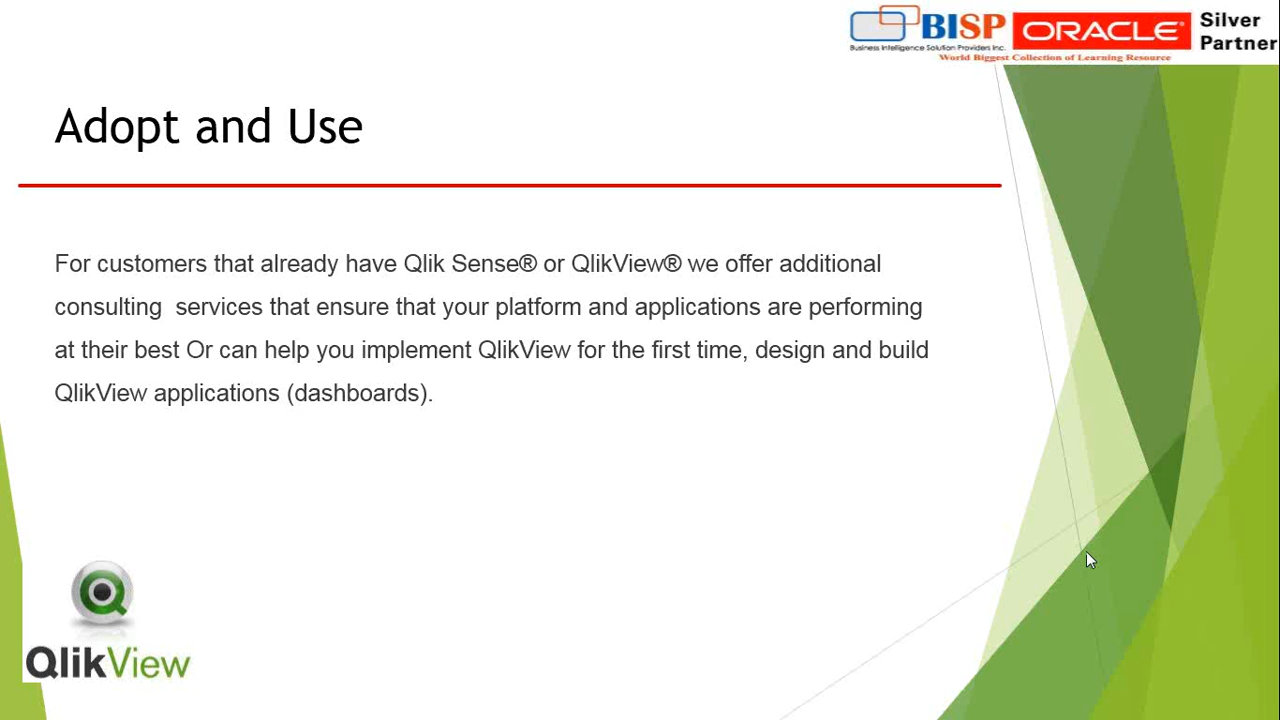 BISP
Business Intelligence Solution Providers Inc.
ORACLE®
Silver
Partner
World Biggest Collection of Learning Resource
Adopt and Use
For customers that already have Qlik Sense® or QlikView® we offer additional
consulting  services that ensure that your platform and applications are performing
at their best Or can help you implement QlikView for the first time, design and build
QlikView applications (dashboards).
QlikView